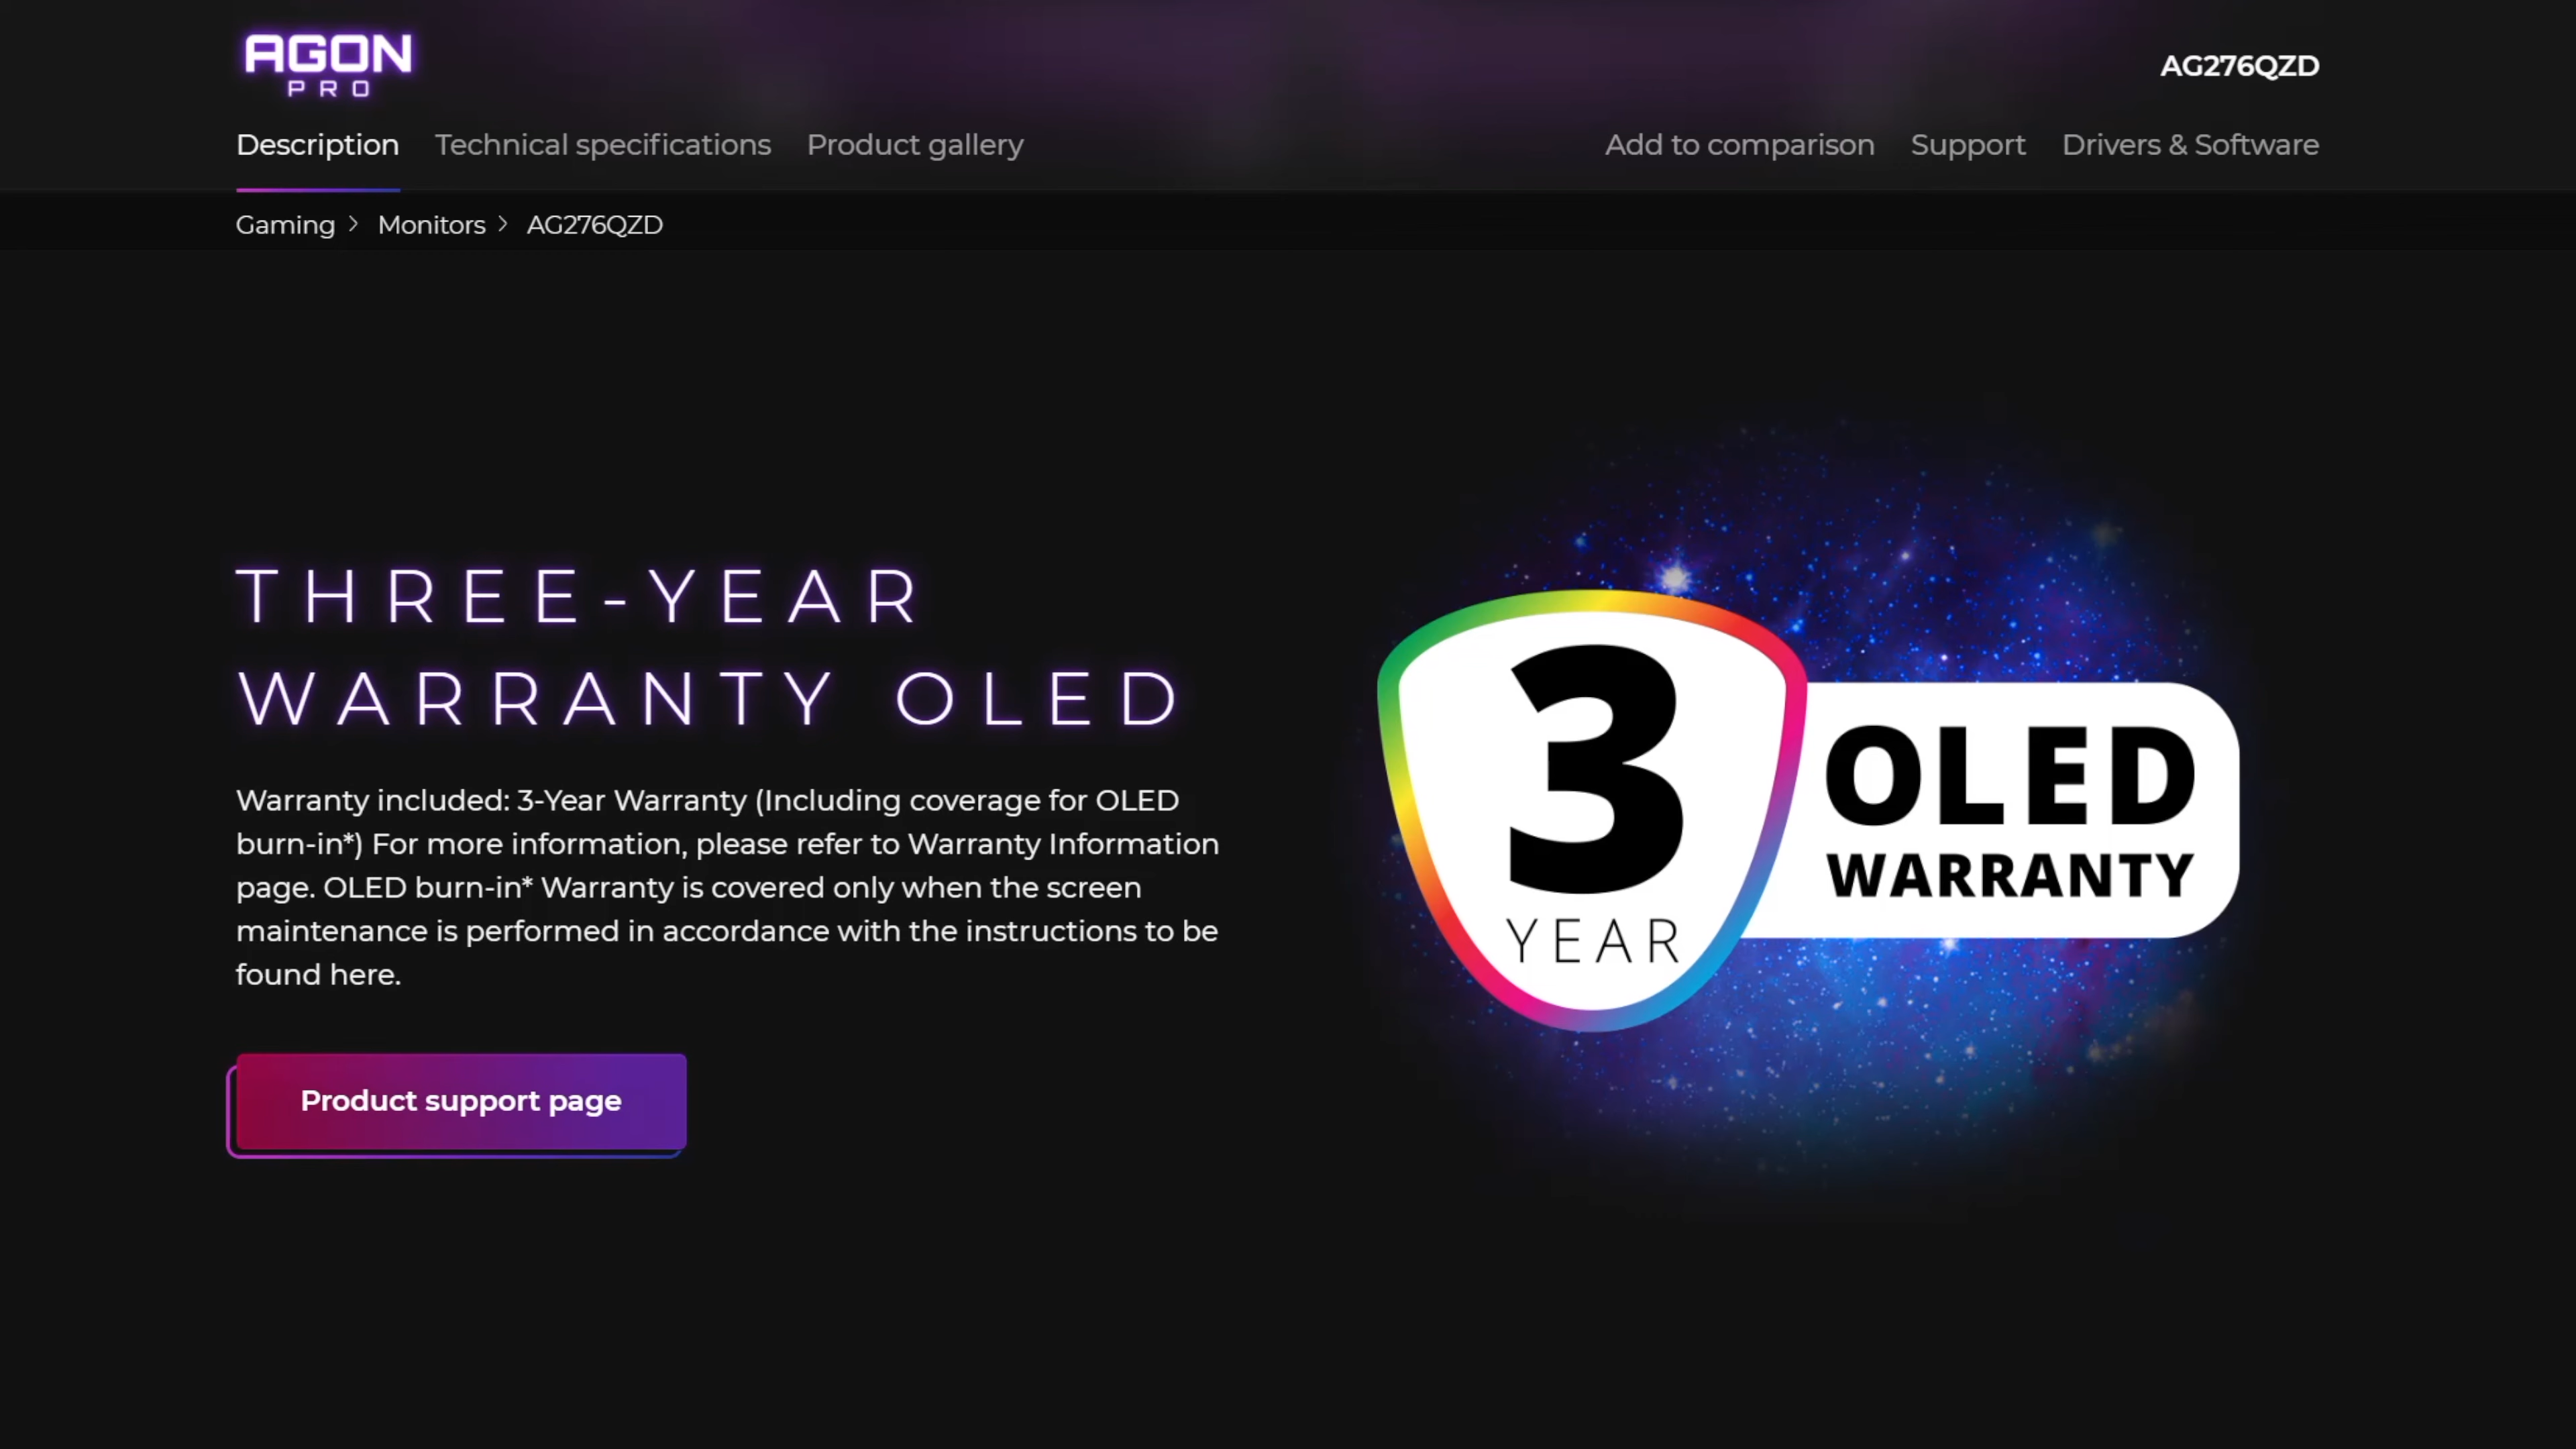 AGON
PRO
AG276QZD
Description Technical specifications Product gallery Add to comparison Support Drivers & Software
Gaming > Monitors > AG276QZD
THREE-YEAR
WARRANTY OLED
Warranty included: 3-Year Warranty (Including coverage for OLED
burn-in*) For more information, please refer to Warranty Information
page. OLED burn-in* Warranty is covered only when the screen
maintenance is performed in accordance with the instructions to be
found here.
Product support page
3
YEAR
OLED
WARRANTY